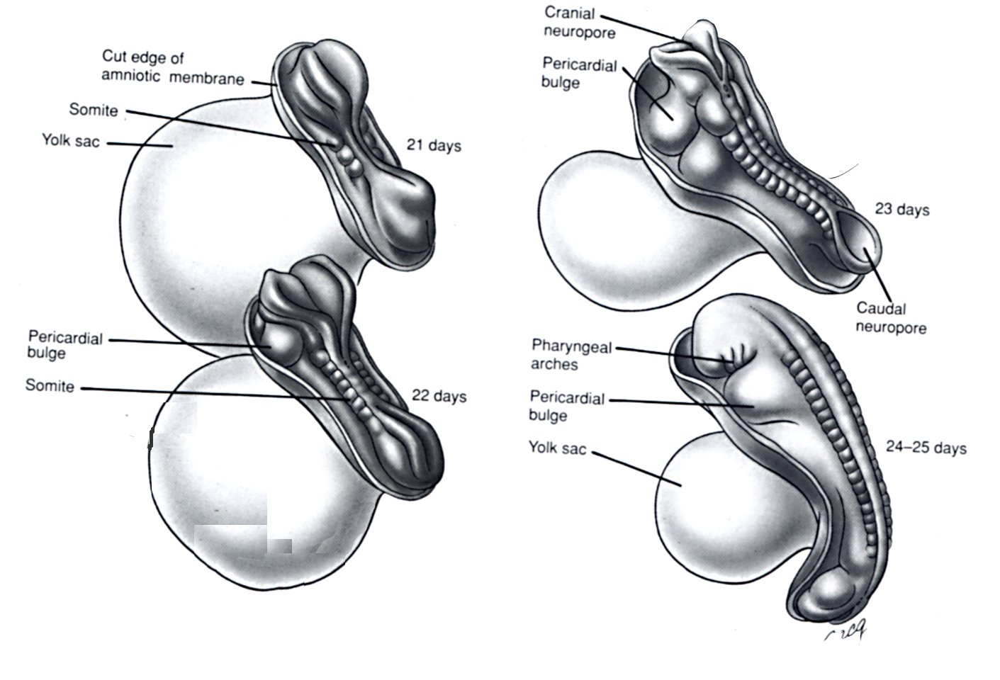 Cut edge of
amniotic membrane
Somite
Yolk sac
21 days
Pericardial
bulge
Somite
22 days
Cranial
neuropore
Pericardial
bulge
23 days
Caudal
neuropore
Pharyngeal
arches
Pericardial
bulge
Yolk sac
24–25 days